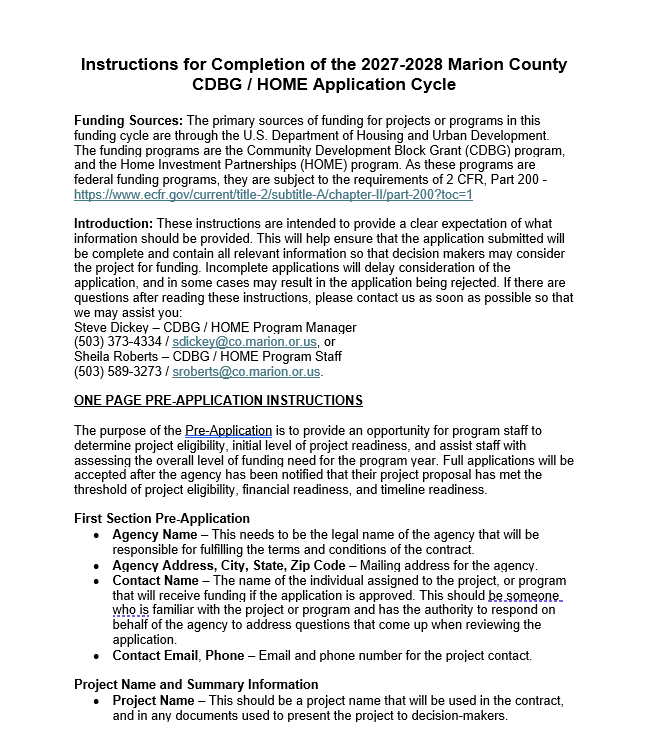 Instructions for Completion of the 2027-2028 Marion County
CDBG / HOME Application Cycle
Funding Sources: The primary sources of funding for projects or programs in this
funding cycle are through the U.S. Department of Housing and Urban Development.
The funding programs are the Community Development Block Grant (CDBG) program,
and the Home Investment Partnerships (HOME) program. As these programs are
federal funding programs, they are subject to the requirements of 2 CFR, Part 200 -
https://www.ecfr.gov/current/title-2/subtitle-A/chapter-II/part-200?toc=1
Introduction: These instructions are intended to provide a clear expectation of what
information should be provided. This will help ensure that the application submitted will
be complete and contain all relevant information so that decision makers may consider
the project for funding. Incomplete applications will delay consideration of the
application, and in some cases may result in the application being rejected. If there are
questions after reading these instructions, please contact us as soon as possible so that
we may assist you:
Steve Dickey – CDBG / HOME Program Manager
(503) 373-4334 / sdickey@co.marion.or.us, or
Sheila Roberts – CDBG / HOME Program Staff
(503) 589-3273 / sroberts@co.marion.or.us.
ONE PAGE PRE-APPLICATION INSTRUCTIONS
The purpose of the Pre-Application is to provide an opportunity for program staff to
determine project eligibility, initial level of project readiness, and assist staff with
assessing the overall level of funding need for the program year. Full applications will be
accepted after the agency has been notified that their project proposal has met the
threshold of project eligibility, financial readiness, and timeline readiness.
First Section Pre-Application
• Agency Name – This needs to be the legal name of the agency that will be
responsible for fulfilling the terms and conditions of the contract.
• Agency Address, City, State, Zip Code – Mailing address for the agency.
• Contact Name – The name of the individual assigned to the project, or program
that will receive funding if the application is approved. This should be someone
who is familiar with the project or program and has the authority to respond on
behalf of the agency to address questions that come up when reviewing the
application.
• Contact Email, Phone – Email and phone number for the project contact.
Project Name and Summary Information
• Project Name – This should be a project name that will be used in the contract,
and in any documents used to present the project to decision-makers.